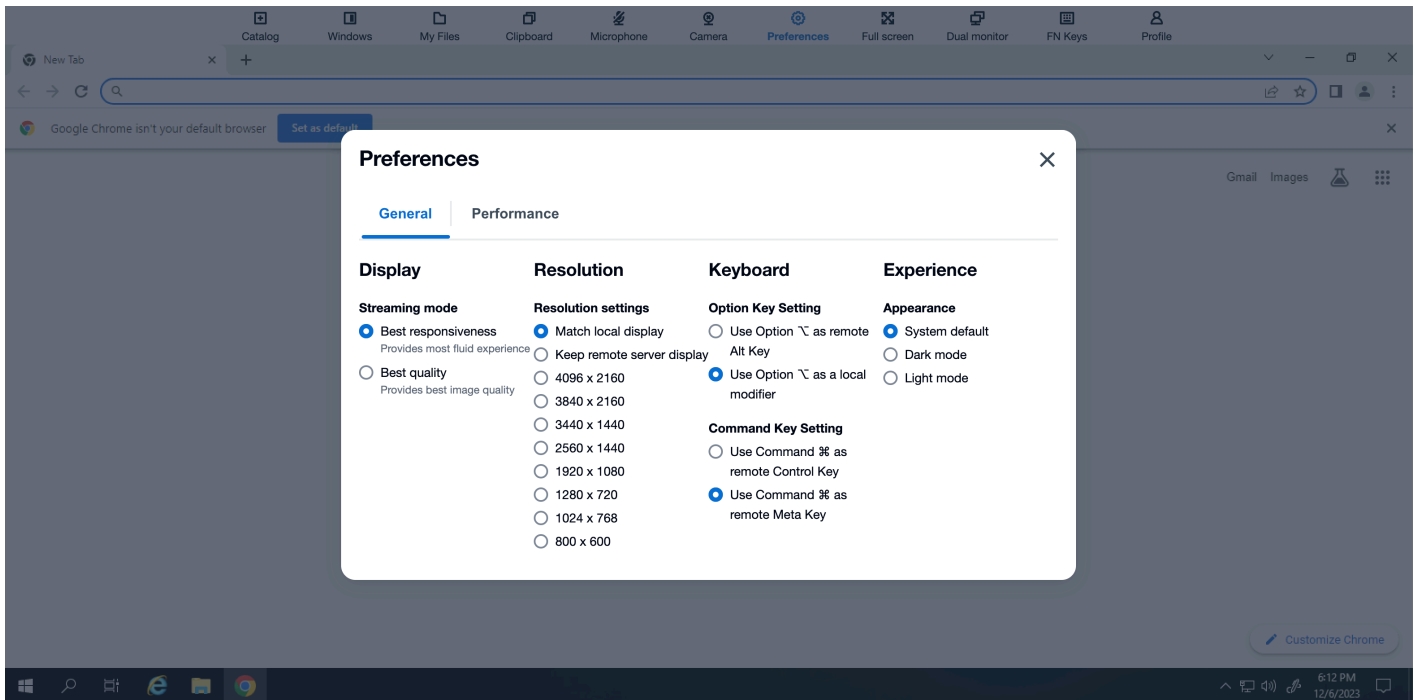 Catalog Windows My Files Clipboard Microphone Camera Preferences Full screen Dual monitor FN Keys Profile
New Tab
Google Chrome isn't your default browser Set as default
Gmail Images
Preferences
General Performance
Display
Streaming mode
Best responsiveness
Provides most fluid experience
Best quality
Provides best image quality
Resolution
Resolution settings
Match local display
Keep remote server display
4096 x 2160
3840 x 2160
3440 x 1440
2560 x 1440
1920 x 1080
1280 x 720
1024 x 768
800 x 600
Keyboard
Option Key Setting
Use Option ⌥ as remote
Alt Key
Use Option ⌥ as a local
modifier
Command Key Setting
Use Command ⌘ as
remote Control Key
Use Command ⌘ as
remote Meta Key
Experience
Appearance
System default
Dark mode
Light mode
Customize Chrome
6:12 PM
12/6/2023